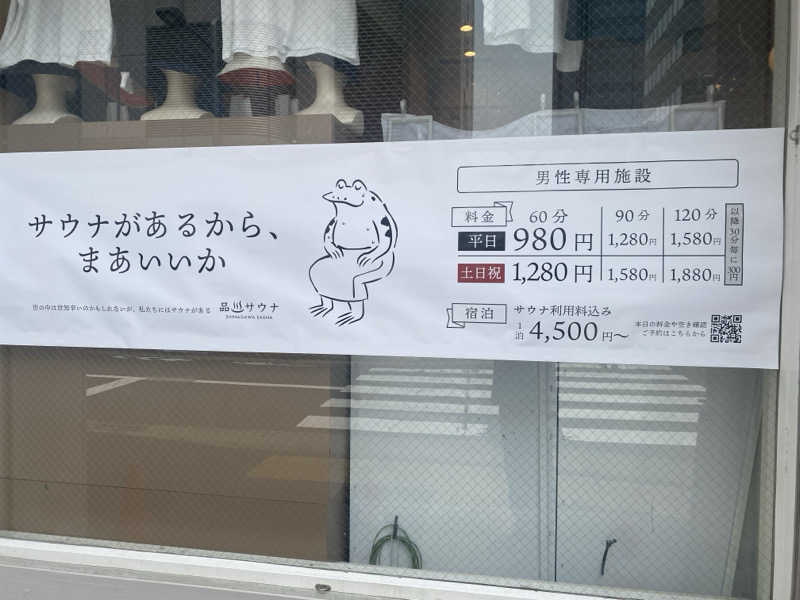 サウナがあるから、
まあいいか
世の中は世知辛いのかもしれないが、私たちにはサウナがある
品川サウナ
SHINAGAWA SAUNA
男性専用施設
料金 60分 90分 120分
平日 980円 1,280円 1,580円
土日祝 1,280円 1,580円 1,880円
以降30分毎に300円
宿泊 サウナ利用料込み
1泊 4,500円～
本日の料金や空き確認
ご予約はこちらから